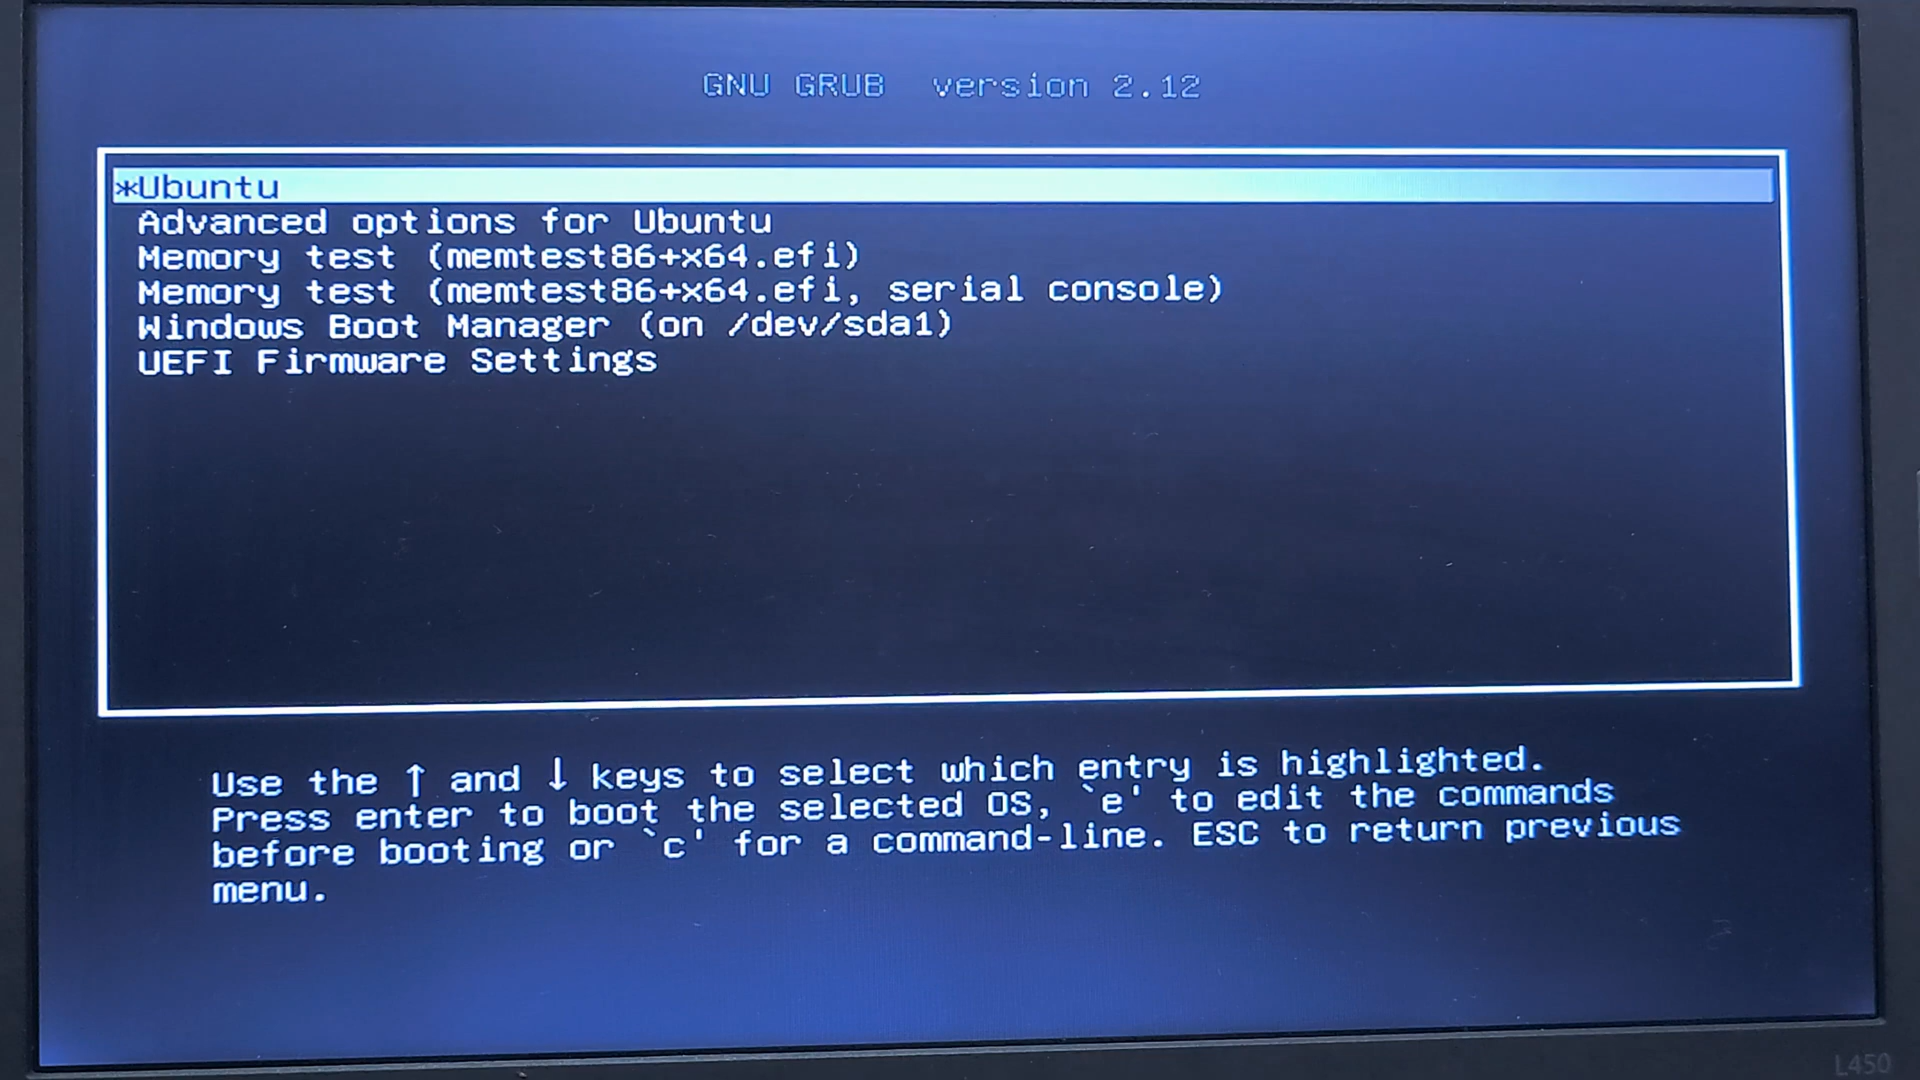 GNU GRUB  version 2.12
*Ubuntu
Advanced options for Ubuntu
Memory test (memtest86+x64.efi)
Memory test (memtest86+x64.efi, serial console)
Windows Boot Manager (on /dev/sda1)
UEFI Firmware Settings
Use the ↑ and ↓ keys to select which entry is highlighted.
Press enter to boot the selected OS, `e' to edit the commands
before booting or `c' for a command-line. ESC to return previous
menu.
L450